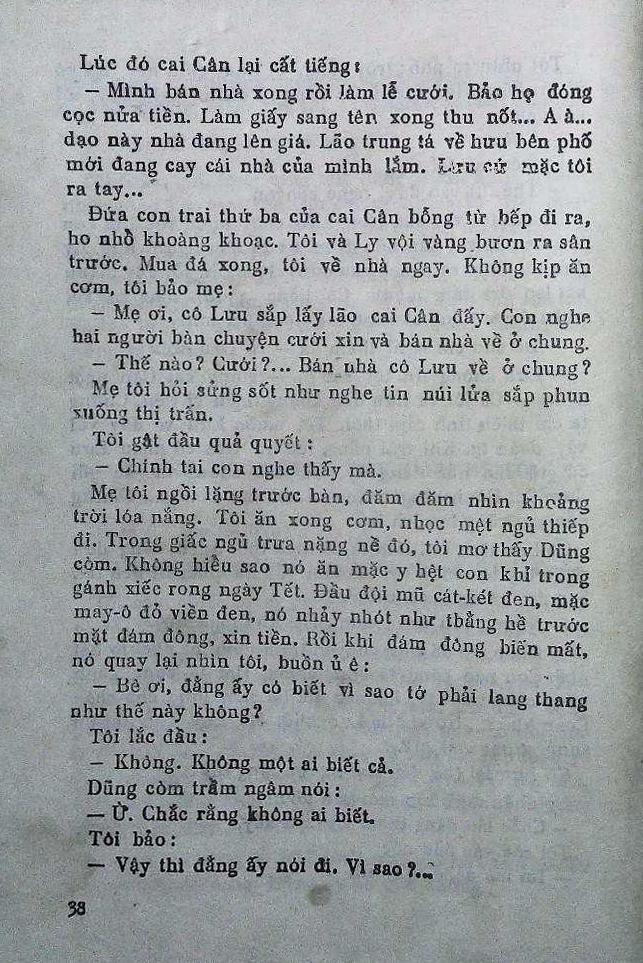 Lúc đó cai Cân lại cất tiếng:
— Mình bán nhà xong rồi làm lễ cưới. Bảo họ đóng
cọc nửa tiền. Làm giấy sang tên xong thu nốt... A à...
dạo này nhà đang lên giá. Lão trung tá về hưu bên phố
mới đang cay cái nhà của mình lắm. Lưu cứ mặc tôi
ra tay...
Đứa con trai thứ ba của cai Cân bỗng từ bếp đi ra,
ho nhổ khoàng khoạc. Tôi và Ly vội vàng bươn ra sân
trước. Mua đá xong, tôi về nhà ngay. Không kịp ăn
cơm, tôi bảo mẹ:
— Mẹ ơi, cô Lưu sắp lấy lão cai Cân đấy. Con nghe
hai người bàn chuyện cưới xin và bán nhà về ở chung.
— Thế nào? Cưới?... Bán nhà cô Lưu về ở chung?
Mẹ tôi hỏi sửng sốt như nghe tin núi lửa sắp phun
xuống thị trấn.
Tôi gật đầu quả quyết:
— Chính tai con nghe thấy mà.
Mẹ tôi ngồi lặng trước bàn, đăm đăm nhìn khoảng
trời lóa nắng. Tôi ăn xong cơm, nhọc mệt ngủ thiếp
đi. Trong giấc ngủ trưa nặng nề đó, tôi mơ thấy Dũng
còm. Không hiểu sao nó ăn mặc y hệt con khỉ trong
gánh xiếc rong ngày Tết. Đầu đội mũ cát-két đen, mặc
may-ô đỏ viền đen, nó nhảy nhót như thằng hề trước
mặt đám đông, xin tiền. Rồi khi đám đông biến mất,
nó quay lại nhìn tôi, buồn ủ ê:
— Bê ơi, đằng ấy có biết vì sao tớ phải lang thang
như thế này không?
Tôi lắc đầu:
— Không. Không một ai biết cả.
Dũng còm trầm ngâm nói:
— Ừ. Chắc rằng không ai biết.
Tôi bảo:
— Vậy thì đằng ấy nói đi. Vì sao?...
38